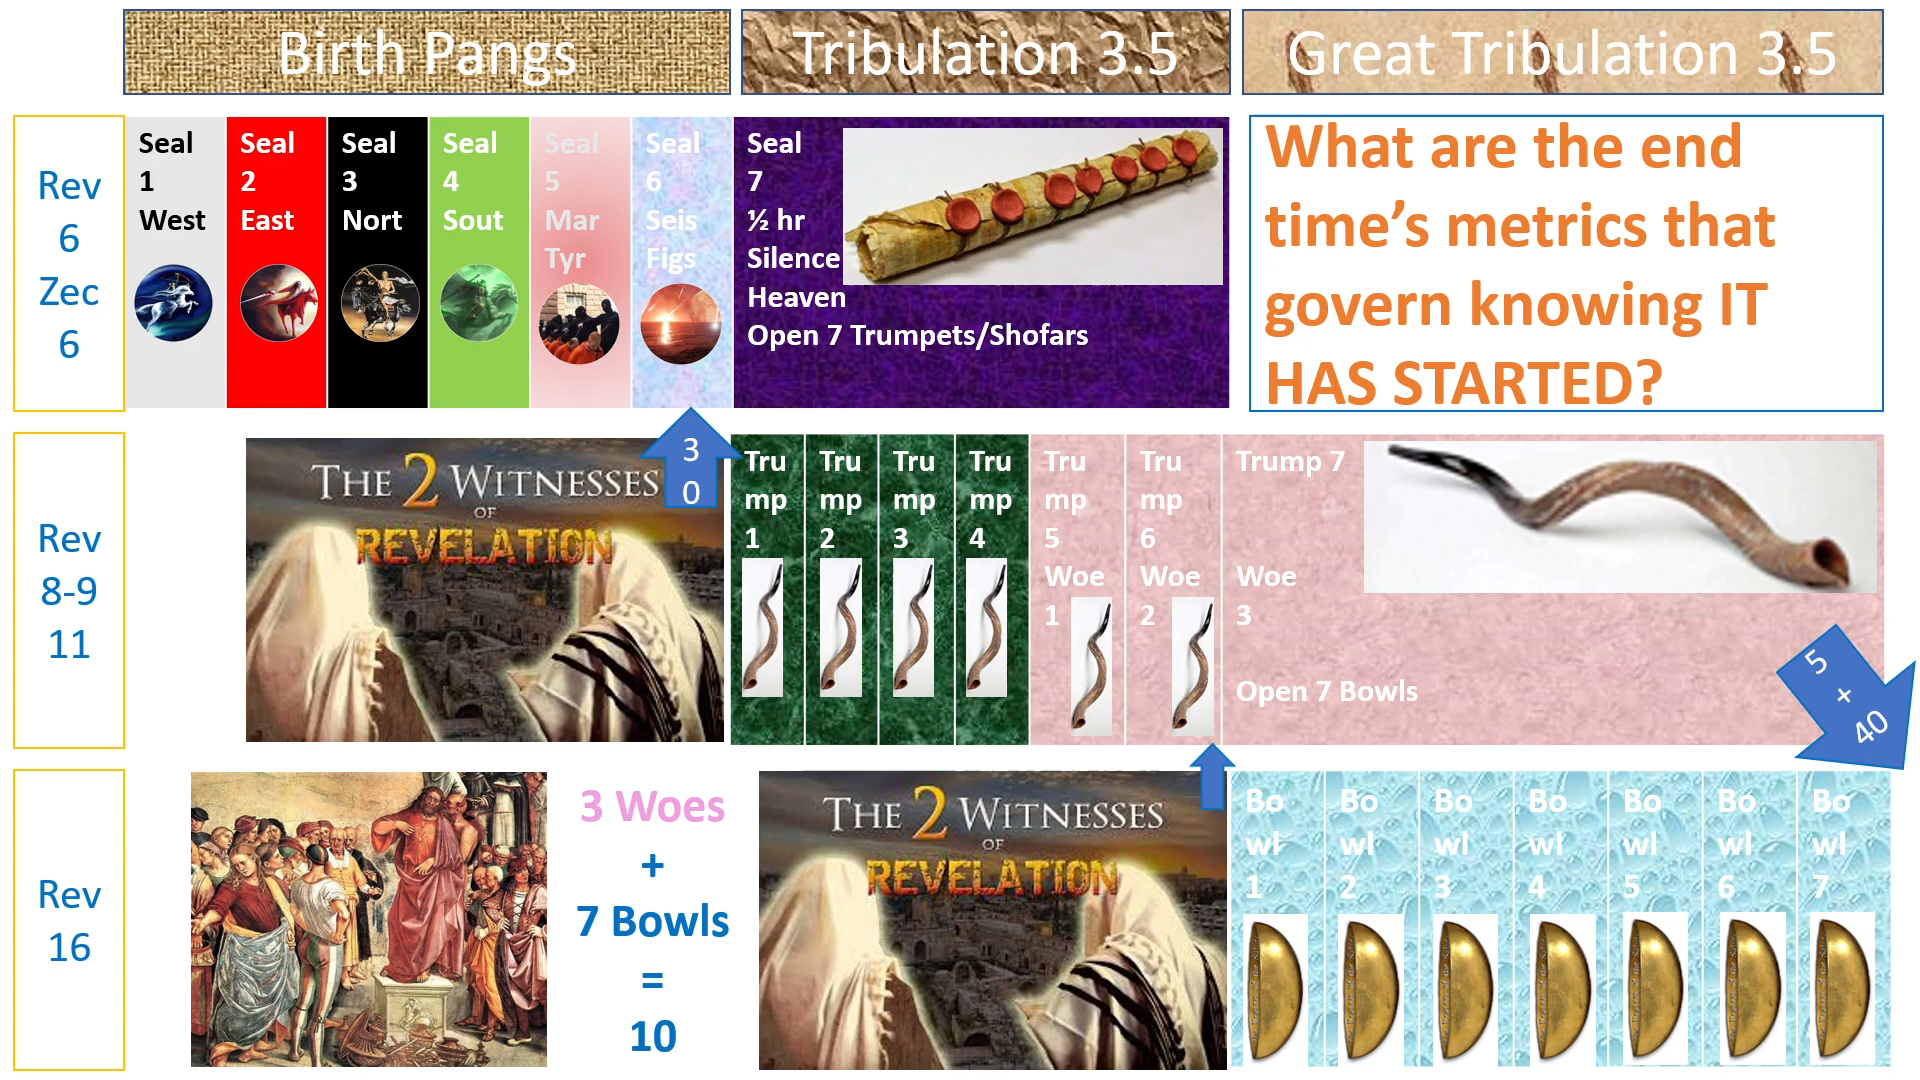 Birth Pangs
Tribulation 3.5
Great Tribulation 3.5
Rev
6
Zec
6
Seal
1
West
Seal
2
East
Seal
3
Nort
Seal
4
Sout
Seal
5
Mar
Tyr
Seal
6
Seis
Figs
Seal
7
½ hr
Silence
Heaven
Open 7 Trumpets/Shofars
What are the end
time’s metrics that
govern knowing IT
HAS STARTED?
Rev
8-9
11
THE 2 WITNESSES
OF
REVELATION
3
0
Tru
mp
1
Tru
mp
2
Tru
mp
3
Tru
mp
4
Tru
mp
5
Woe
1
Tru
mp
6
Woe
2
Trump 7
Woe
3
Open 7 Bowls
5
+
40
Rev
16
3 Woes
+
7 Bowls
=
10
THE 2 WITNESSES
OF
REVELATION
Bo
wl
1
Bo
wl
2
Bo
wl
3
Bo
wl
4
Bo
wl
5
Bo
wl
6
Bo
wl
7